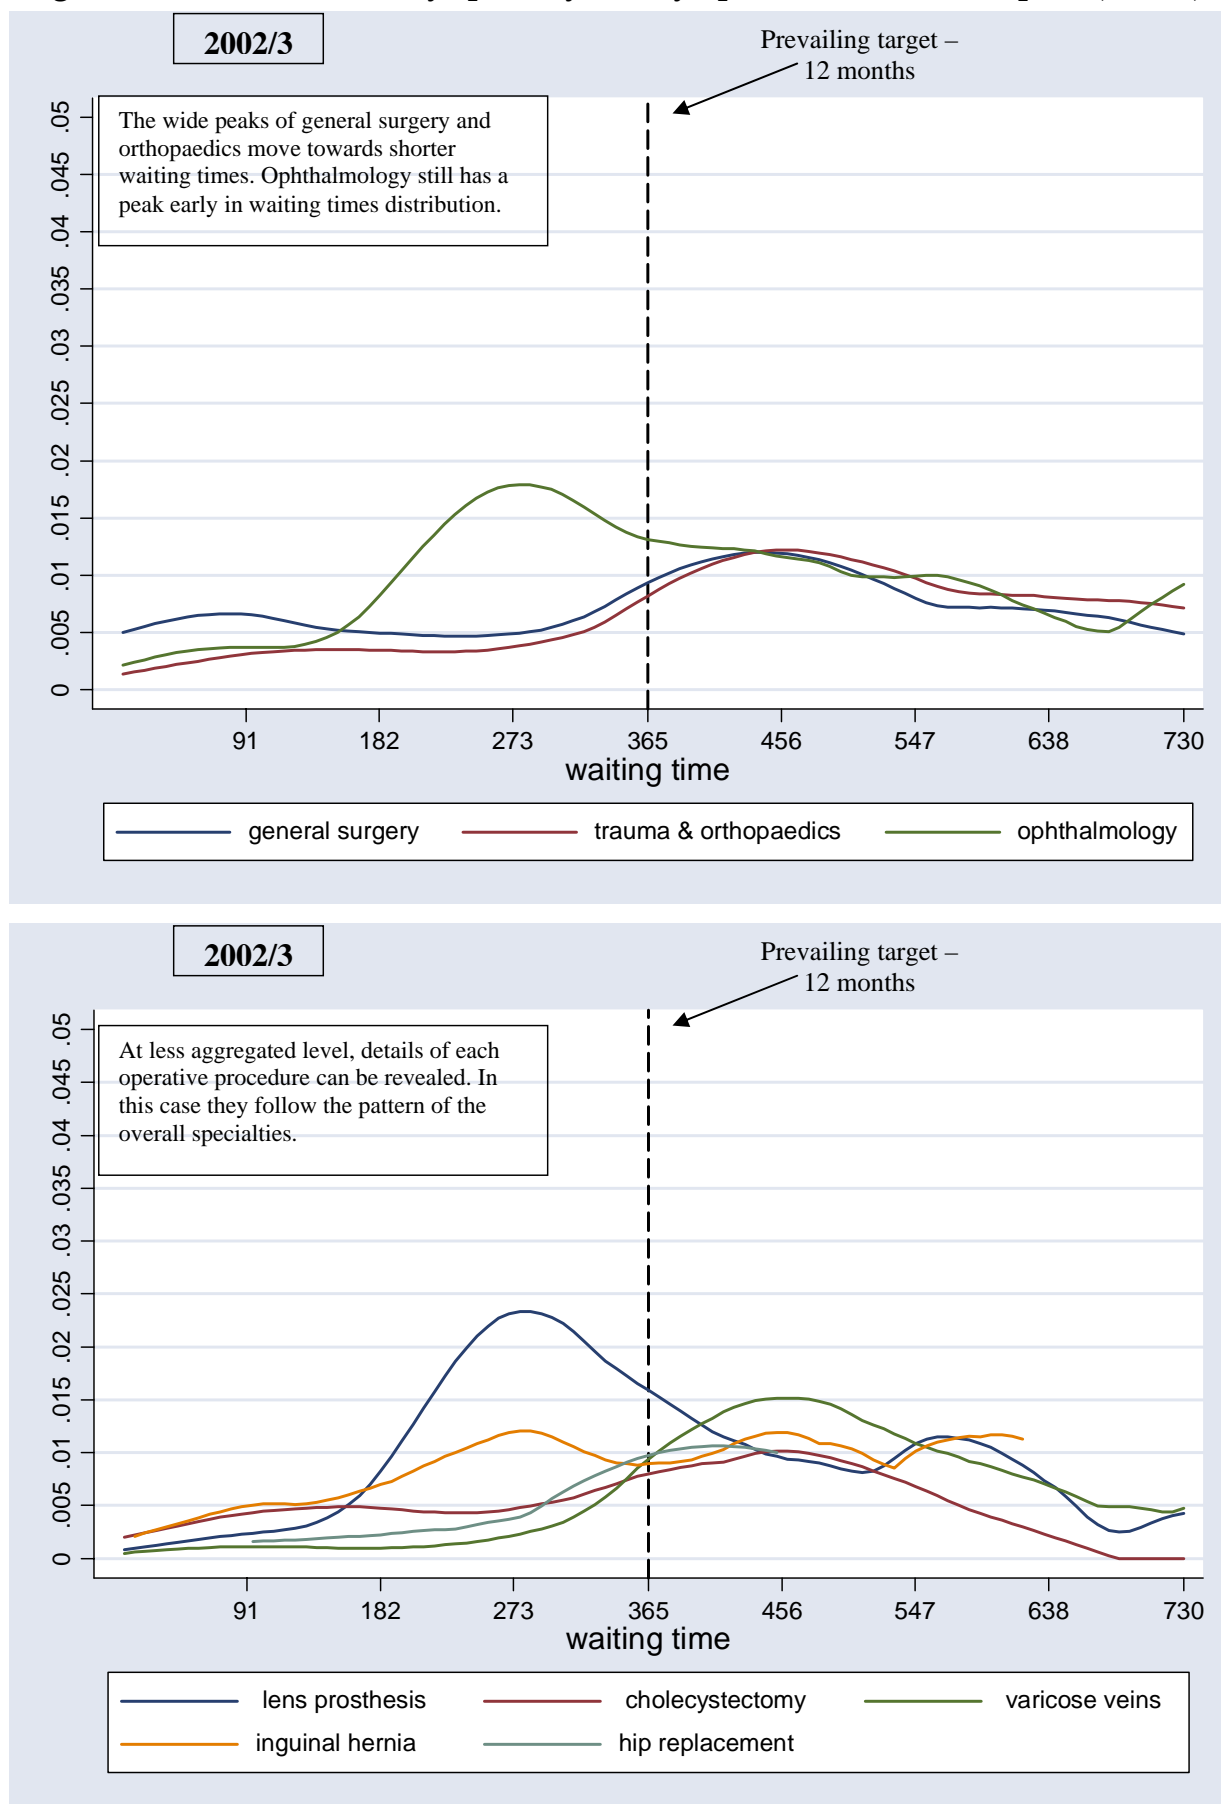 2002/3
Prevailing target –
12 months
The wide peaks of general surgery and
orthopaedics move towards shorter
waiting times. Ophthalmology still has a
peak early in waiting times distribution.
.05
.045
.04
.035
.03
.025
.02
.015
.01
.005
0
91 182 273 365 456 547 638 730
waiting time
general surgery trauma & orthopaedics ophthalmology
2002/3
Prevailing target –
12 months
At less aggregated level, details of each
operative procedure can be revealed. In
this case they follow the pattern of the
overall specialties.
.05
.045
.04
.035
.03
.025
.02
.015
.01
.005
0
91 182 273 365 456 547 638 730
waiting time
lens prosthesis cholecystectomy varicose veins
inguinal hernia hip replacement